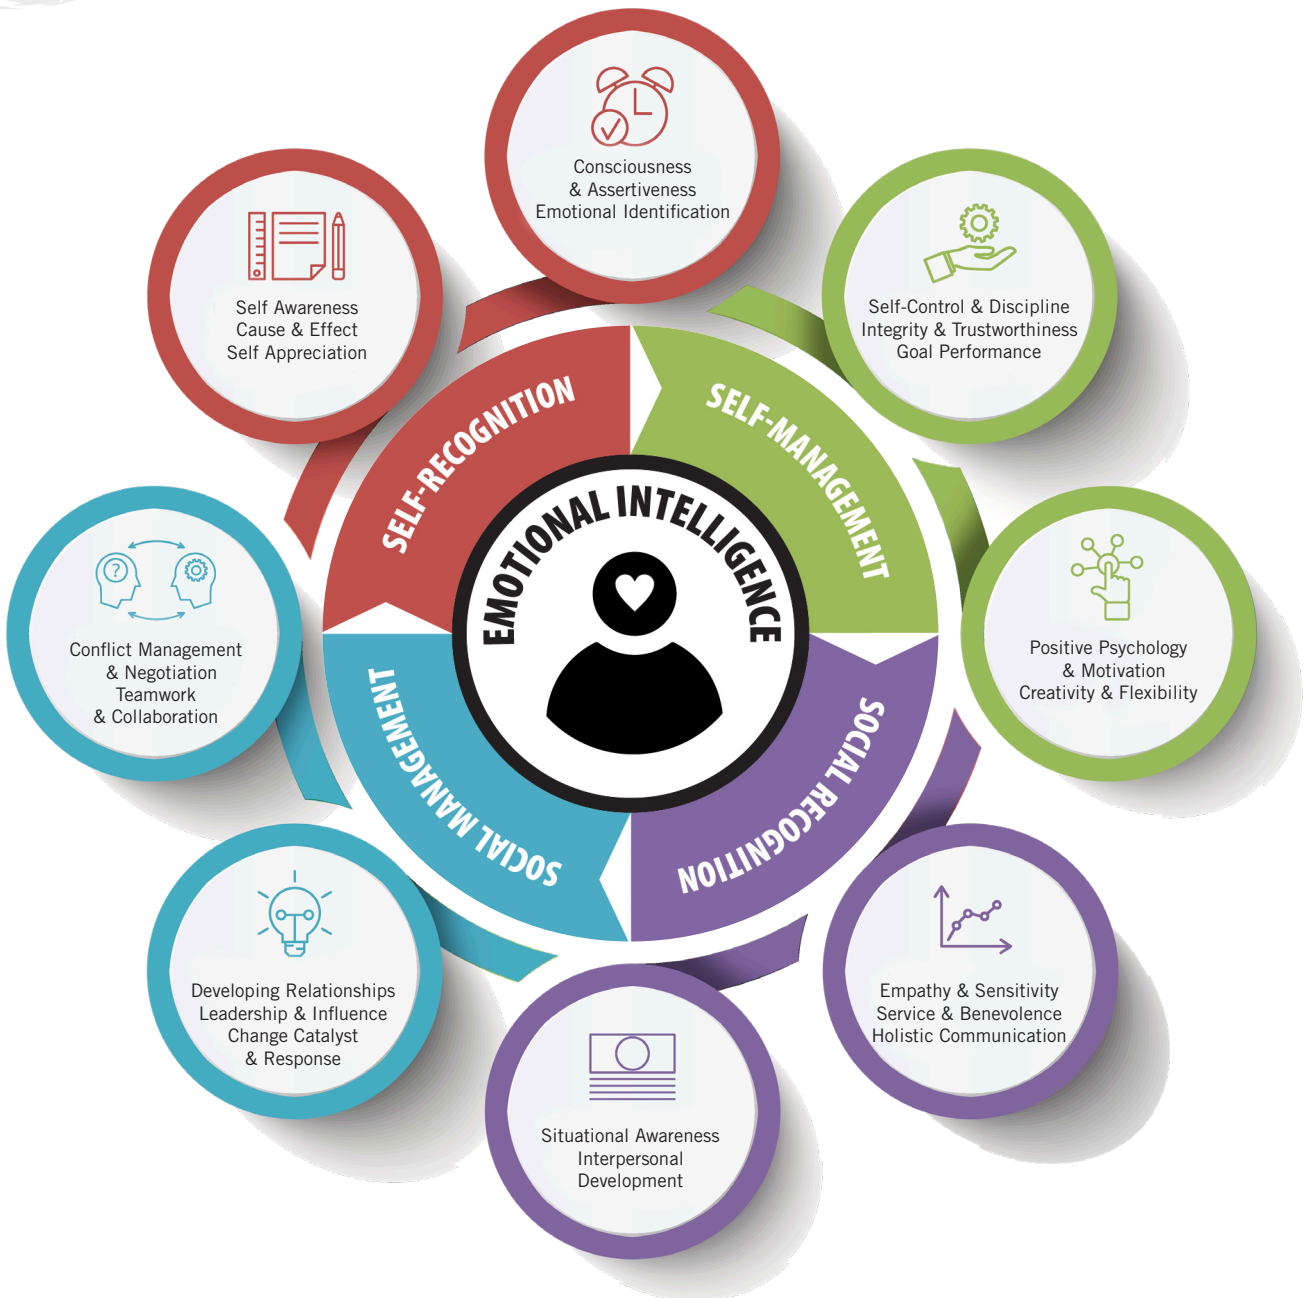 Consciousness
& Assertiveness
Emotional Identification
Self Awareness
Cause & Effect
Self Appreciation
Self-Control & Discipline
Integrity & Trustworthiness
Goal Performance
SELF-RECOGNITION
SELF-MANAGEMENT
EMOTIONAL INTELLIGENCE
?
Conflict Management
& Negotiation
Teamwork
& Collaboration
Positive Psychology
& Motivation
Creativity & Flexibility
SOCIAL MANAGEMENT
SOCIAL RECOGNITION
Developing Relationships
Leadership & Influence
Change Catalyst
& Response
Empathy & Sensitivity
Service & Benevolence
Holistic Communication
Situational Awareness
Interpersonal
Development